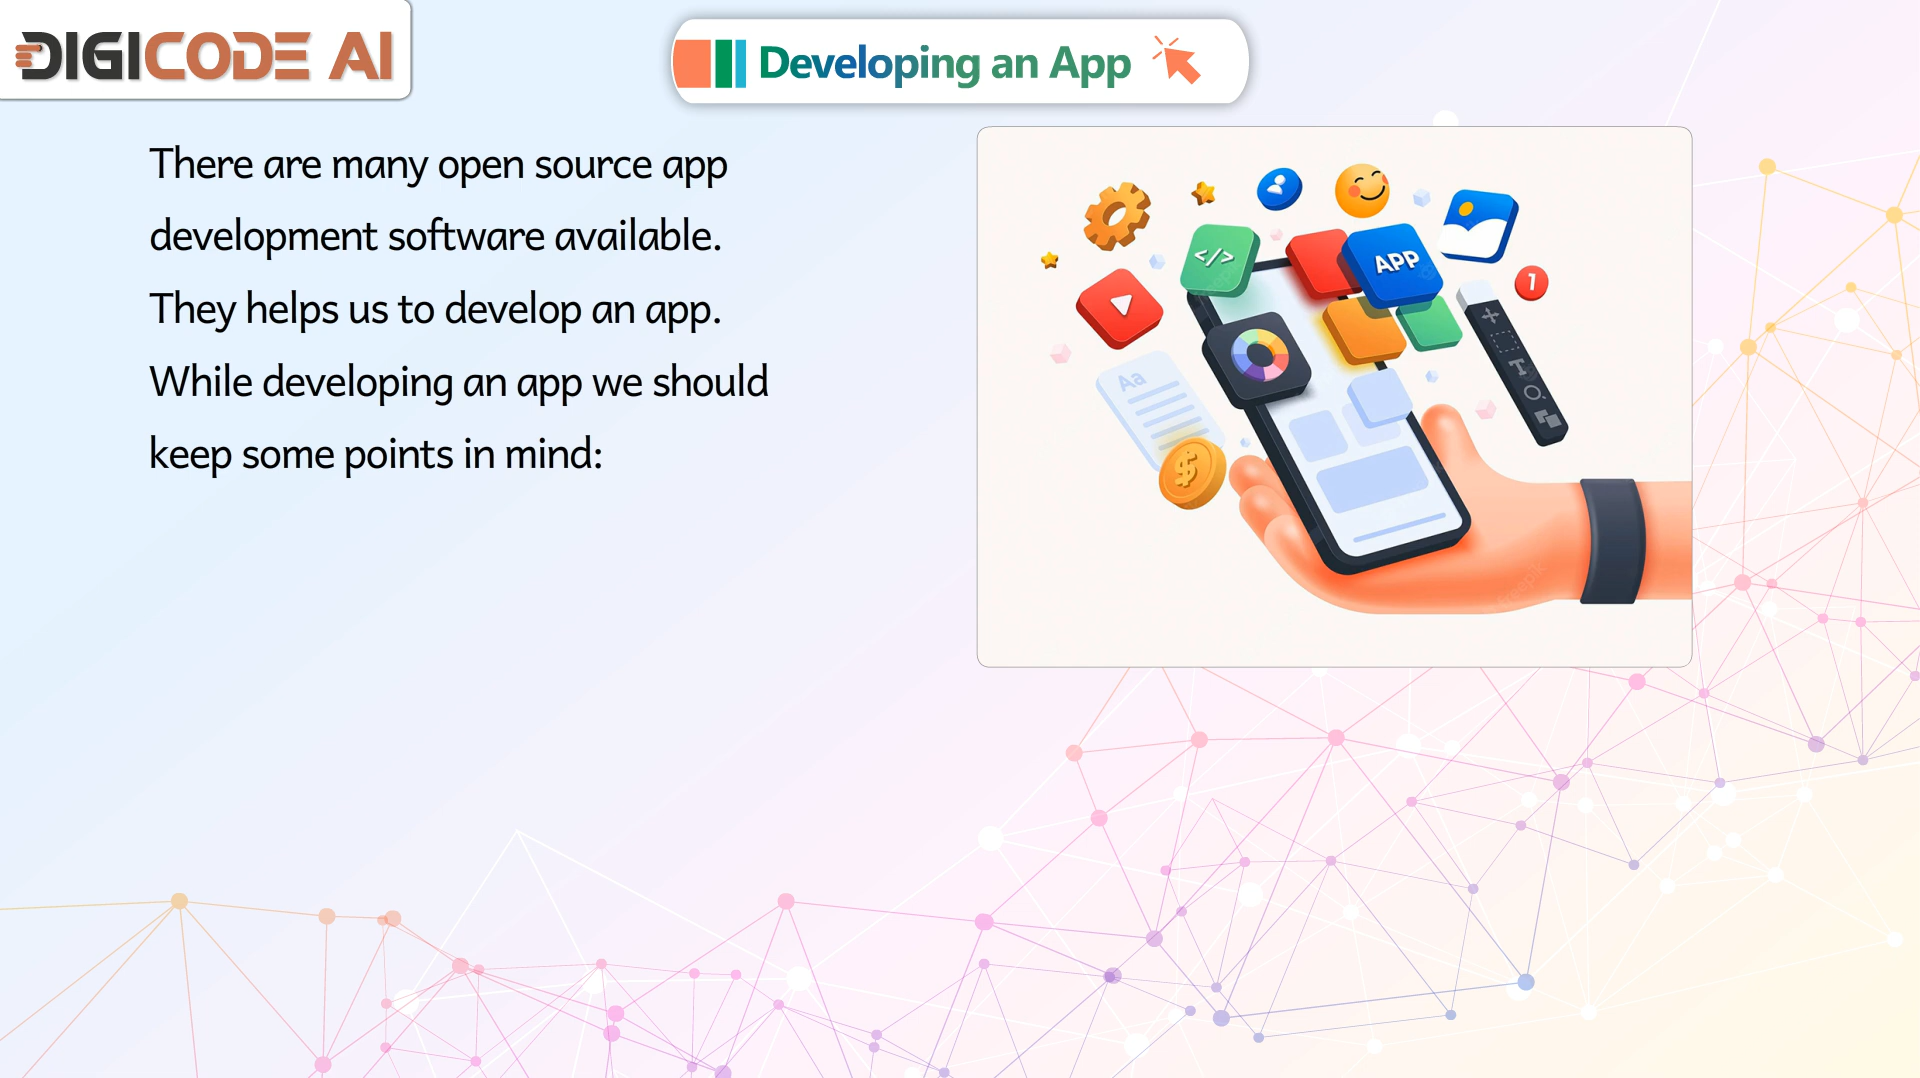 DIGICODE AI
Developing an App
There are many open source app
development software available.
They helps us to develop an app.
While developing an app we should
keep some points in mind:
</>
APP
1
Aa
T
$